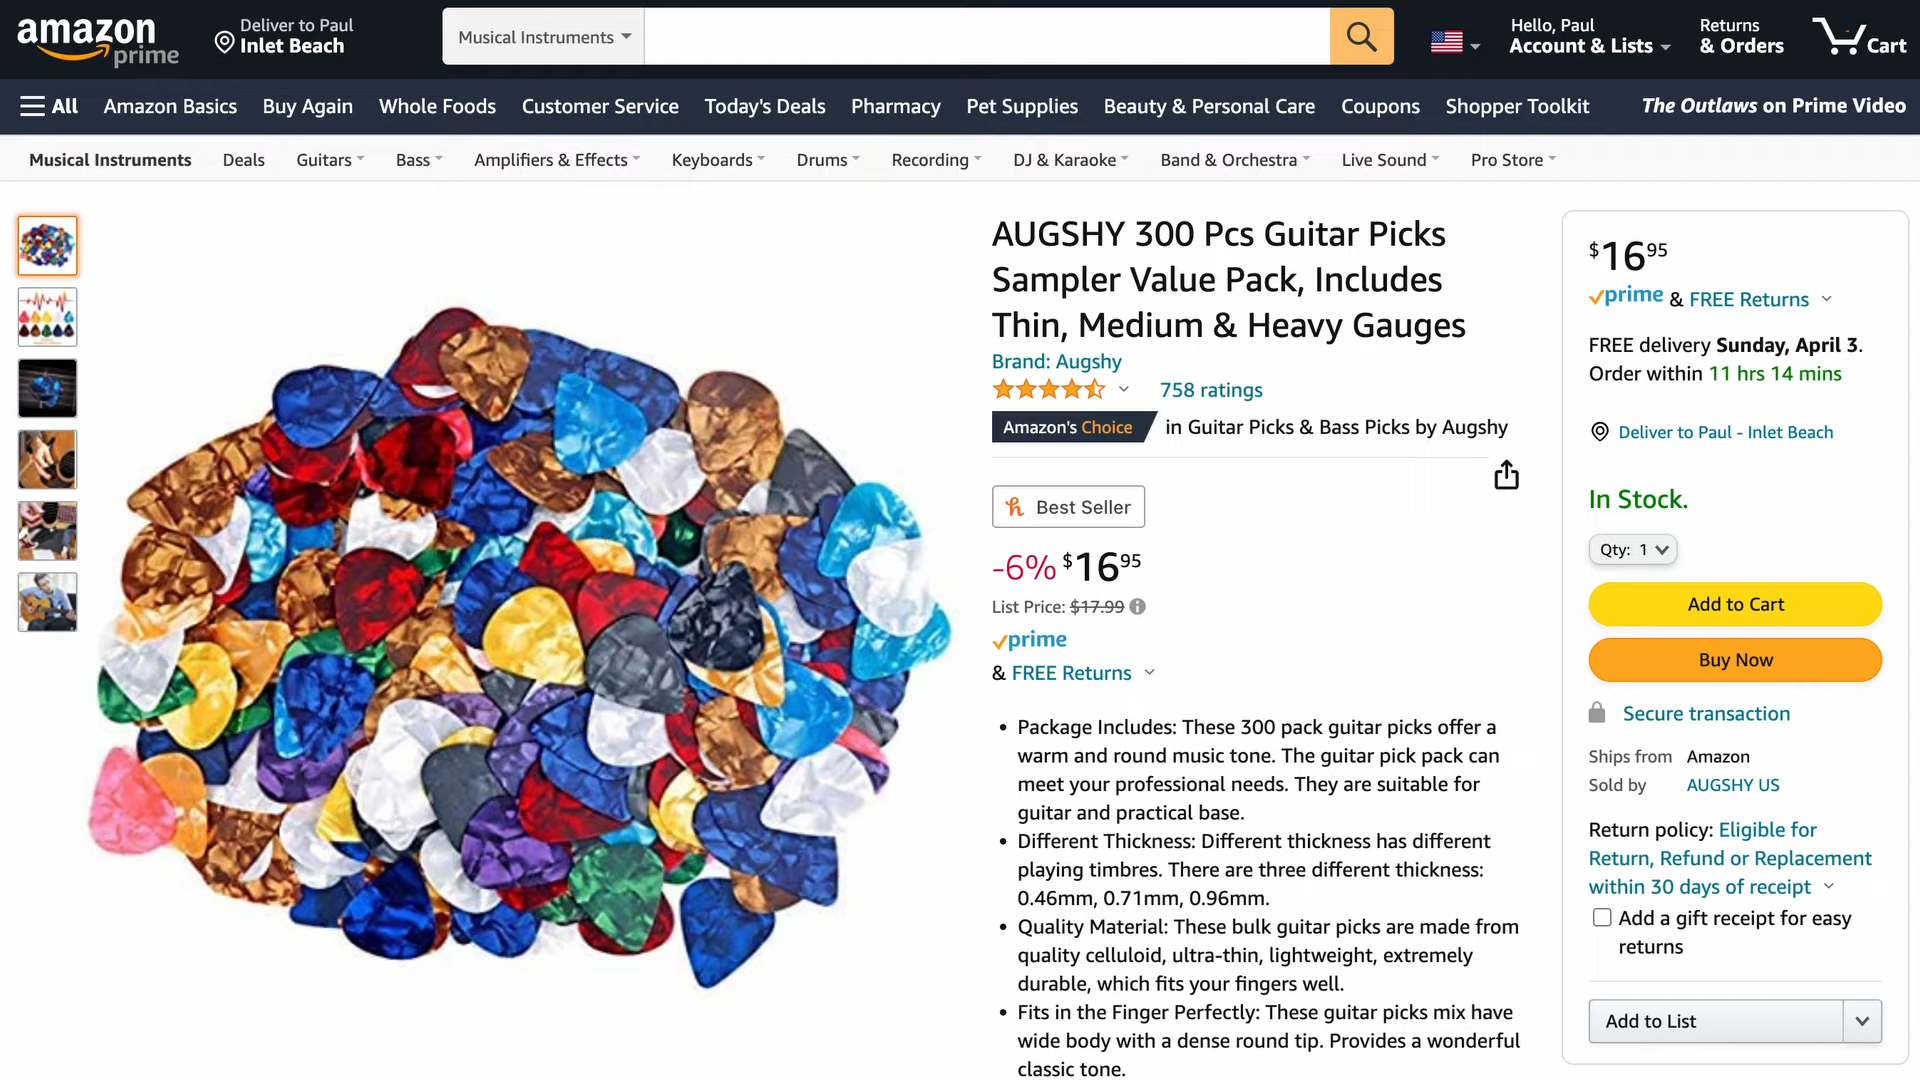 amazon
prime
Deliver to Paul
Inlet Beach
Musical Instruments
Hello, Paul
Account & Lists
Returns
& Orders
Cart
All
Amazon Basics
Buy Again
Whole Foods
Customer Service
Today's Deals
Pharmacy
Pet Supplies
Beauty & Personal Care
Coupons
Shopper Toolkit
The Outlaws on Prime Video
Musical Instruments
Deals
Guitars
Bass
Amplifiers & Effects
Keyboards
Drums
Recording
DJ & Karaoke
Band & Orchestra
Live Sound
Pro Store
AUGSHY 300 Pcs Guitar Picks
Sampler Value Pack, Includes
Thin, Medium & Heavy Gauges
Brand: Augshy
758 ratings
Amazon's Choice in Guitar Picks & Bass Picks by Augshy
Best Seller
-6% $16 95
List Price: $17.99
prime
& FREE Returns
• Package Includes: These 300 pack guitar picks offer a
warm and round music tone. The guitar pick pack can
meet your professional needs. They are suitable for
guitar and practical base.
• Different Thickness: Different thickness has different
playing timbres. There are three different thickness:
0.46mm, 0.71mm, 0.96mm.
• Quality Material: These bulk guitar picks are made from
quality celluloid, ultra-thin, lightweight, extremely
durable, which fits your fingers well.
• Fits in the Finger Perfectly: These guitar picks mix have
wide body with a dense round tip. Provides a wonderful
classic tone.
$16 95
prime & FREE Returns
FREE delivery Sunday, April 3.
Order within 11 hrs 14 mins
Deliver to Paul - Inlet Beach
In Stock.
Qty: 1
Add to Cart
Buy Now
Secure transaction
Ships from Amazon
Sold by AUGSHY US
Return policy: Eligible for
Return, Refund or Replacement
within 30 days of receipt
Add a gift receipt for easy
returns
Add to List